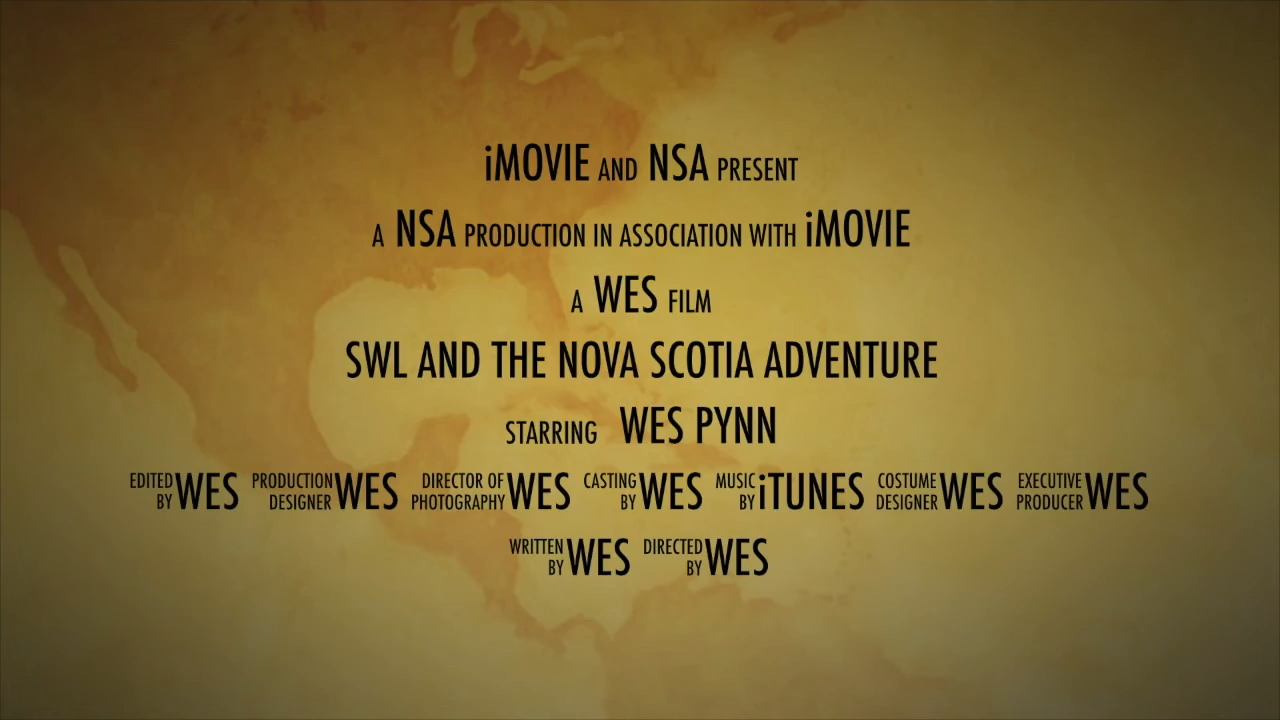 iMOVIE AND NSA PRESENT
A NSA PRODUCTION IN ASSOCIATION WITH iMOVIE
A WES FILM
SWL AND THE NOVA SCOTIA ADVENTURE
STARRING WES PYNN
EDITED BY WES PRODUCTION DESIGNER WES DIRECTOR OF PHOTOGRAPHY WES CASTING BY WES MUSIC BY iTUNES COSTUME DESIGNER WES EXECUTIVE PRODUCER WES
WRITTEN BY WES DIRECTED BY WES